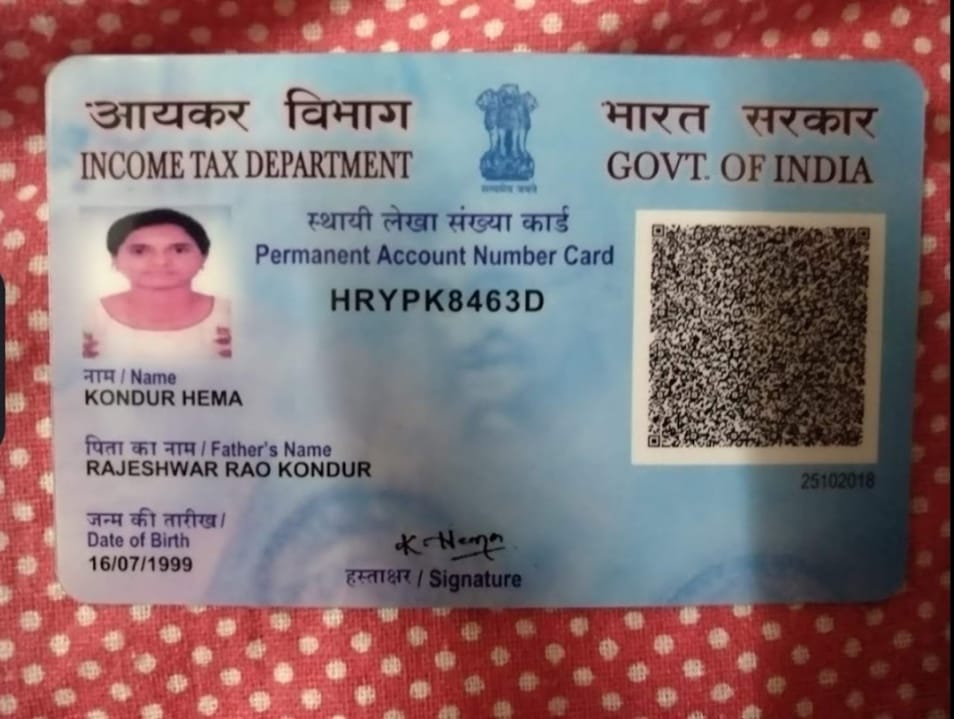 आयकर विभाग
INCOME TAX DEPARTMENT
भारत सरकार
GOVT. OF INDIA
सत्यमेव जयते
स्थायी लेखा संख्या कार्ड
Permanent Account Number Card
HRYPK8463D
नाम / Name
KONDUR HEMA
पिता का नाम / Father's Name
RAJESHWAR RAO KONDUR
25102018
जन्म की तारीख /
Date of Birth
16/07/1999
K. Hema
हस्ताक्षर / Signature